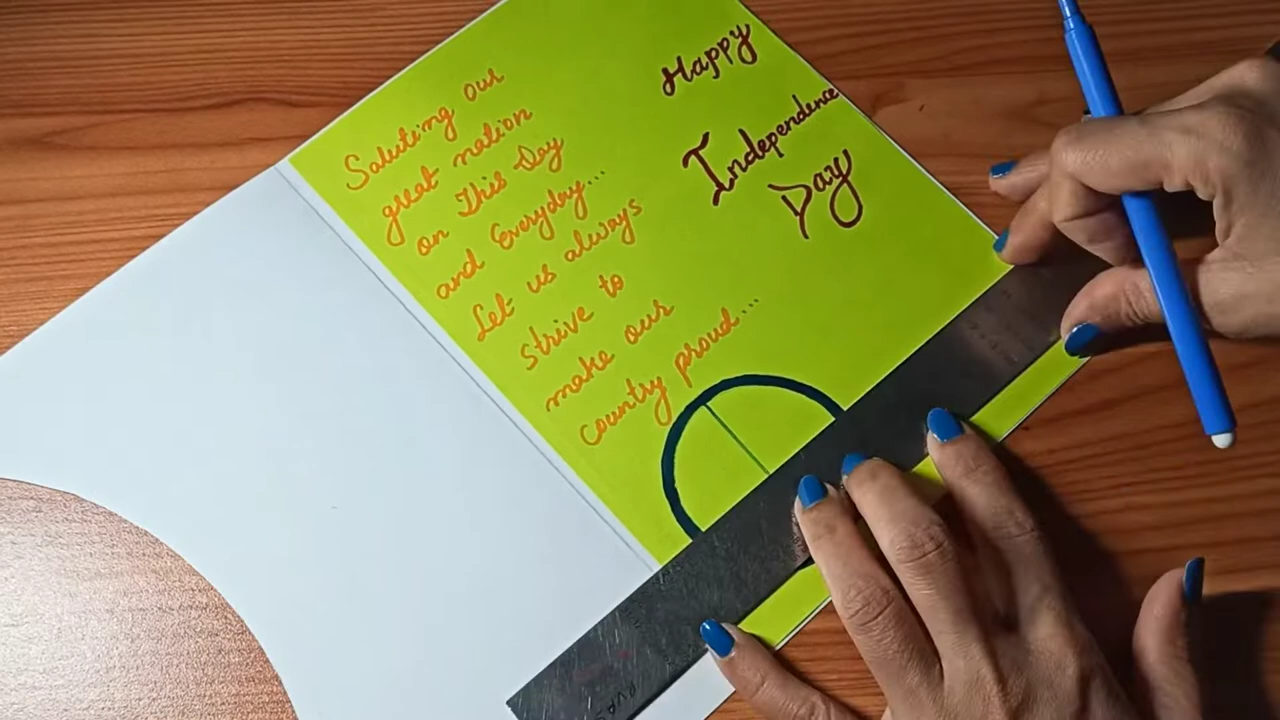 Saluting our
great nation
on This Day
and Everyday...
Let us always
strive to
make our
country proud...
Happy
Independence
Day